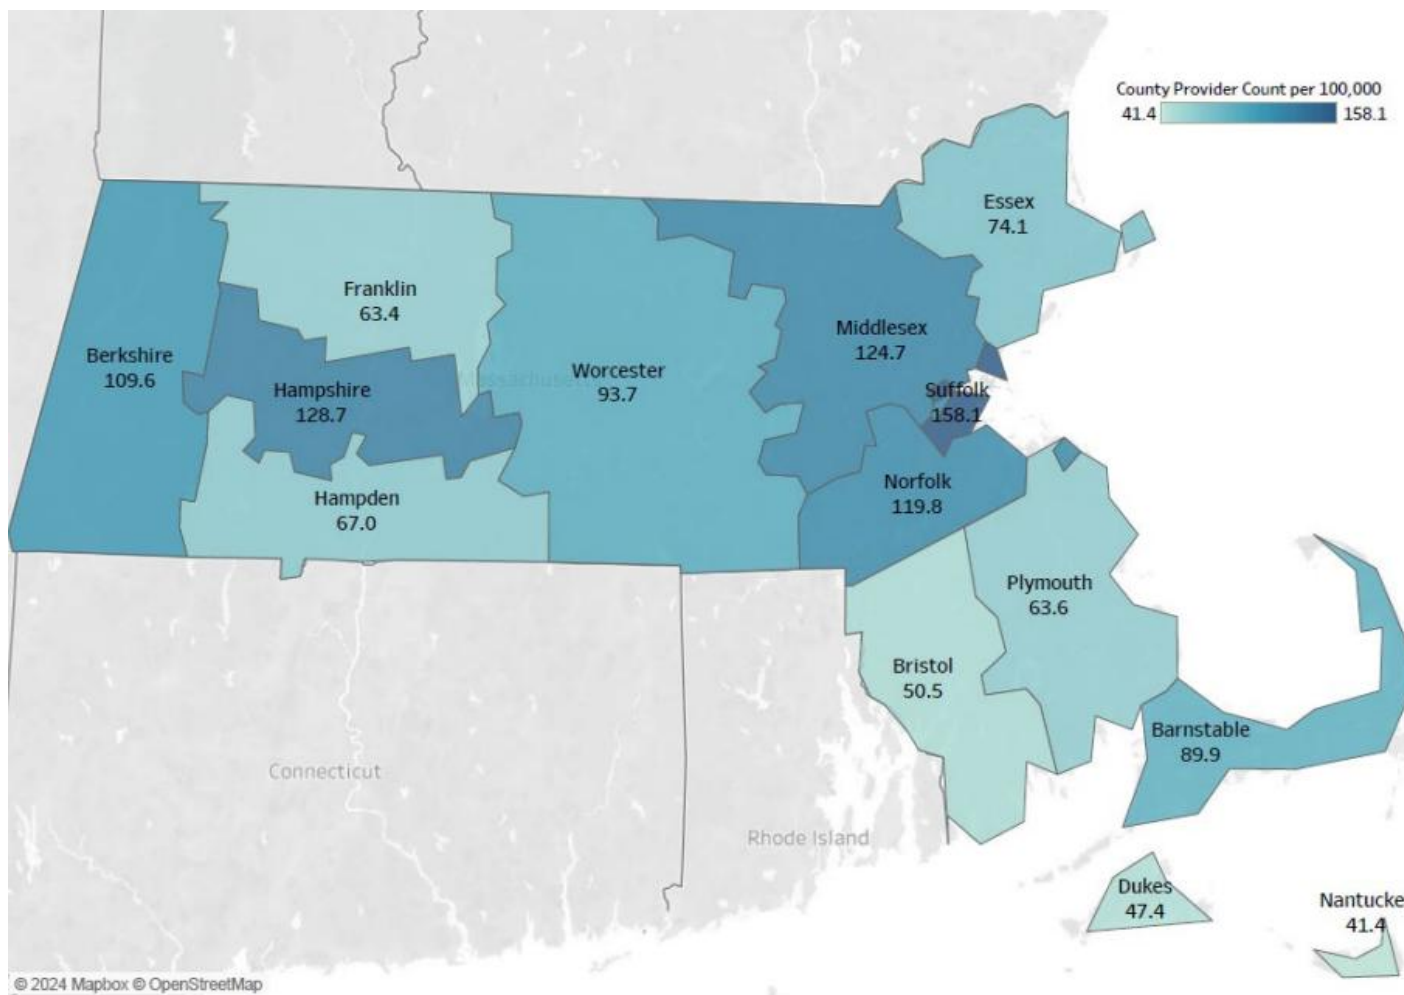 County Provider Count per 100,000
41.4 158.1
Essex
74.1
Franklin
63.4
Middlesex
124.7
Berkshire
109.6
Worcester
93.7
Hampshire
128.7
Suffolk
158.1
Massachusetts
Hampden
67.0
Norfolk
119.8
Plymouth
63.6
Bristol
50.5
Barnstable
89.9
Connecticut
Rhode Island
Dukes
47.4
Nantucke
41.4
© 2024 Mapbox © OpenStreetMap